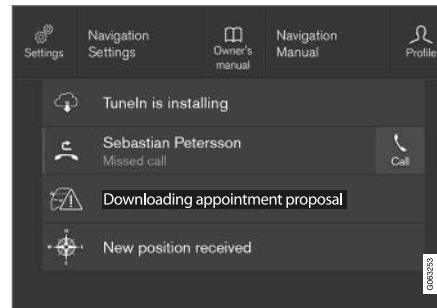 Settings
Navigation
Settings
Owner's
manual
Navigation
Manual
Profile
TuneIn is installing
Sebastian Petersson
Missed call
Call
Downloading appointment proposal
New position received
G063253